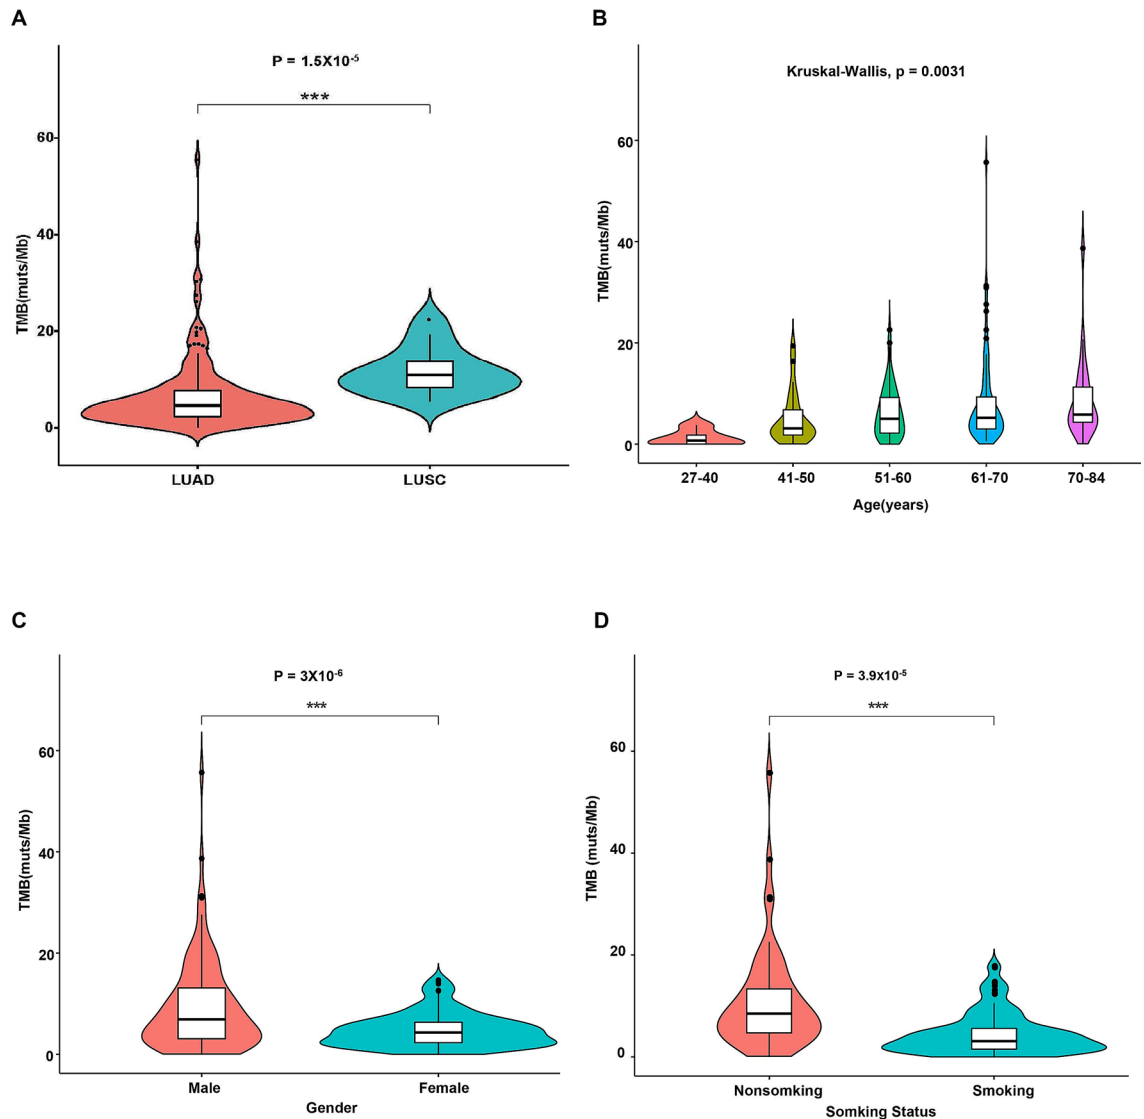 A
P = 1.5X10-5
***
TMB(muts/Mb)
60
40
20
0
LUAD
LUSC
B
Kruskal-Wallis, p = 0.0031
TMB(muts/Mb)
60
40
20
0
27-40
41-50
51-60
61-70
70-84
Age(years)
C
P = 3X10-6
***
TMB(muts/Mb)
60
40
20
0
Male
Female
Gender
D
P = 3.9x10-5
***
TMB (muts/Mb)
60
40
20
0
Nonsomking
Smoking
Somking Status